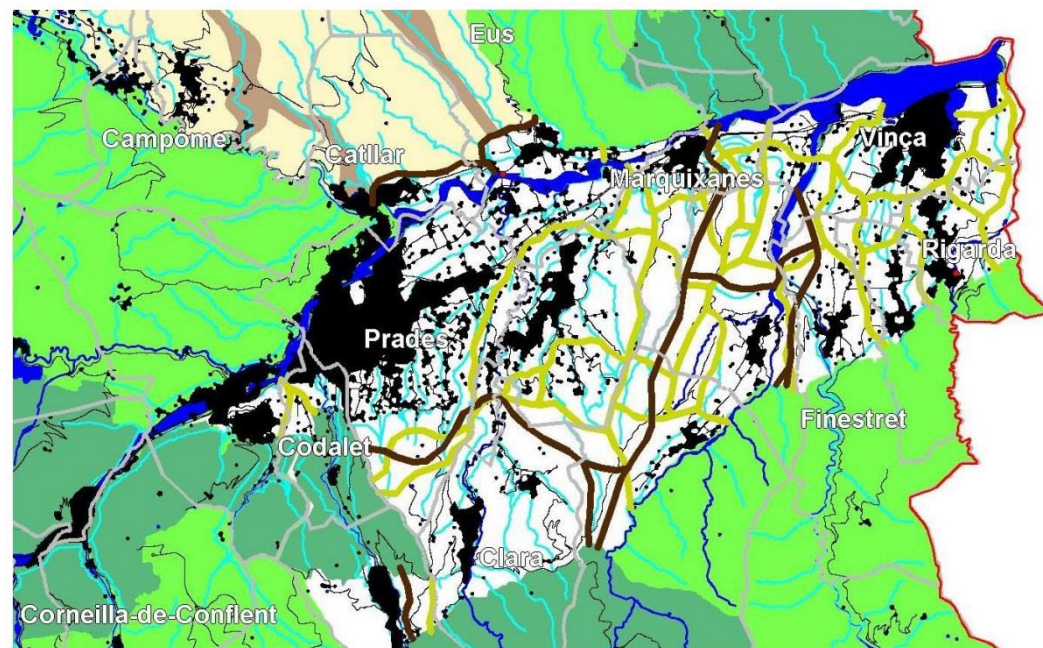 Eus
Campôme
Catllar
Vinça
Marquixanes
Rigarda
Prades
Finestret
Codalet
Clara
Corneilla-de-Conflent